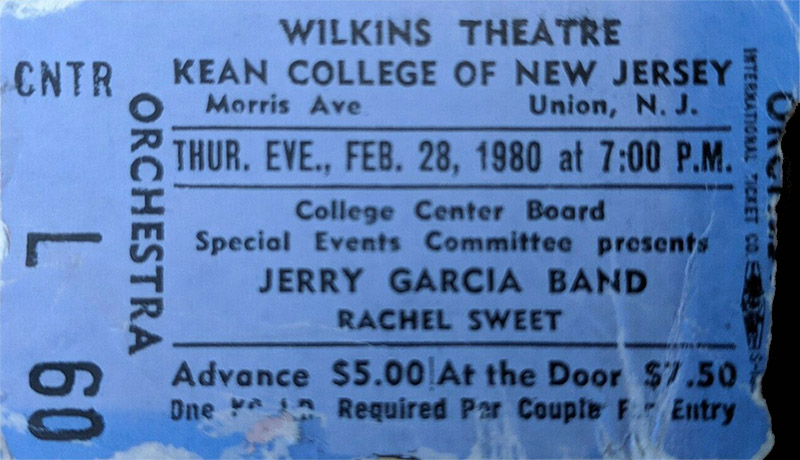 WILKINS THEATRE
KEAN COLLEGE OF NEW JERSEY
Morris Ave Union, N. J.
THUR. EVE., FEB. 28, 1980 at 7:00 P.M.
College Center Board
Special Events Committee presents
JERRY GARCIA BAND
RACHEL SWEET
Advance $5.00 At the Door $7.50
One Required Per Couple For Entry
CNTR
ORCHESTRA
L 60
INTERNATIONAL TICKET CO.